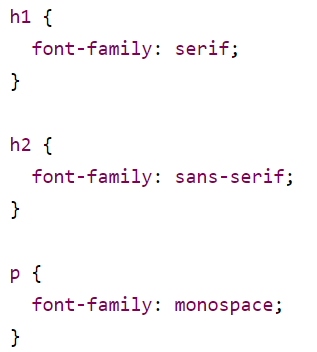 h1 {
  font-family: serif;
}

h2 {
  font-family: sans-serif;
}

p {
  font-family: monospace;
}